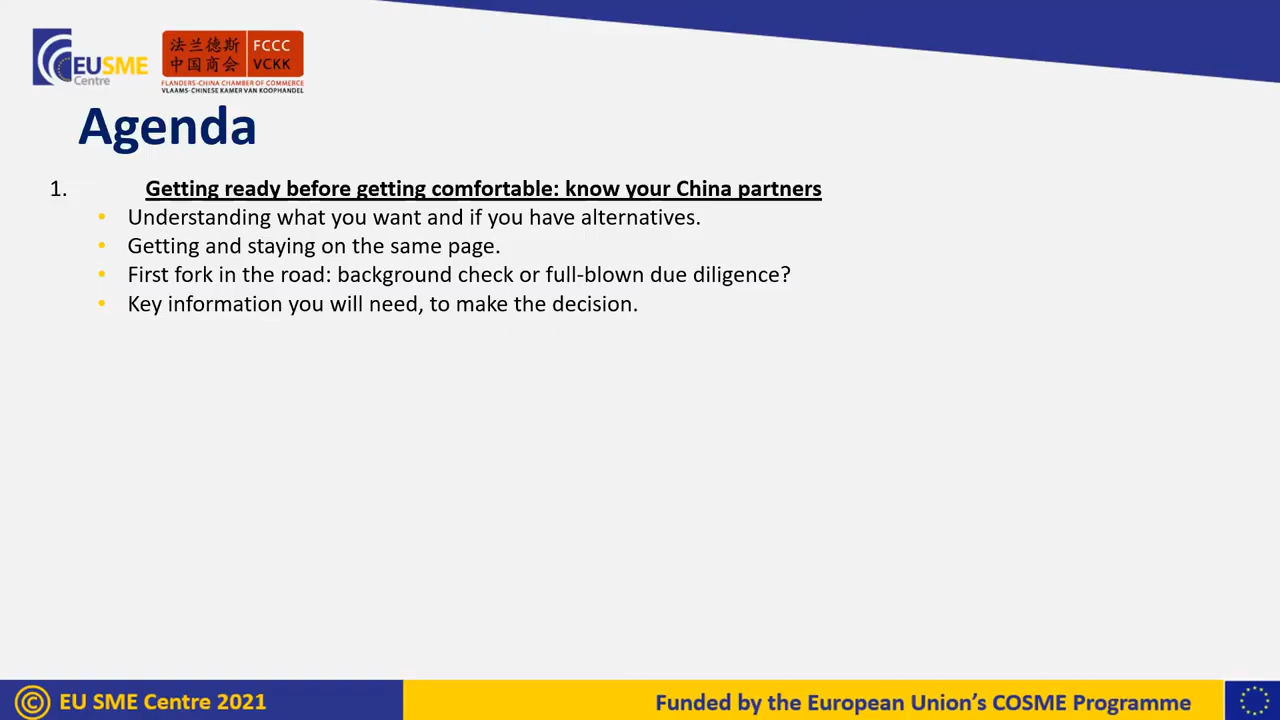 EUSME
Centre
法兰德斯
中国商会
FCCC
VCKK
FLANDERS-CHINA CHAMBER OF COMMERCE
VLAAMS-CHINESE KAMER VAN KOOPHANDEL
Agenda
1. Getting ready before getting comfortable: know your China partners
• Understanding what you want and if you have alternatives.
• Getting and staying on the same page.
• First fork in the road: background check or full-blown due diligence?
• Key information you will need, to make the decision.
© EU SME Centre 2021
Funded by the European Union's COSME Programme